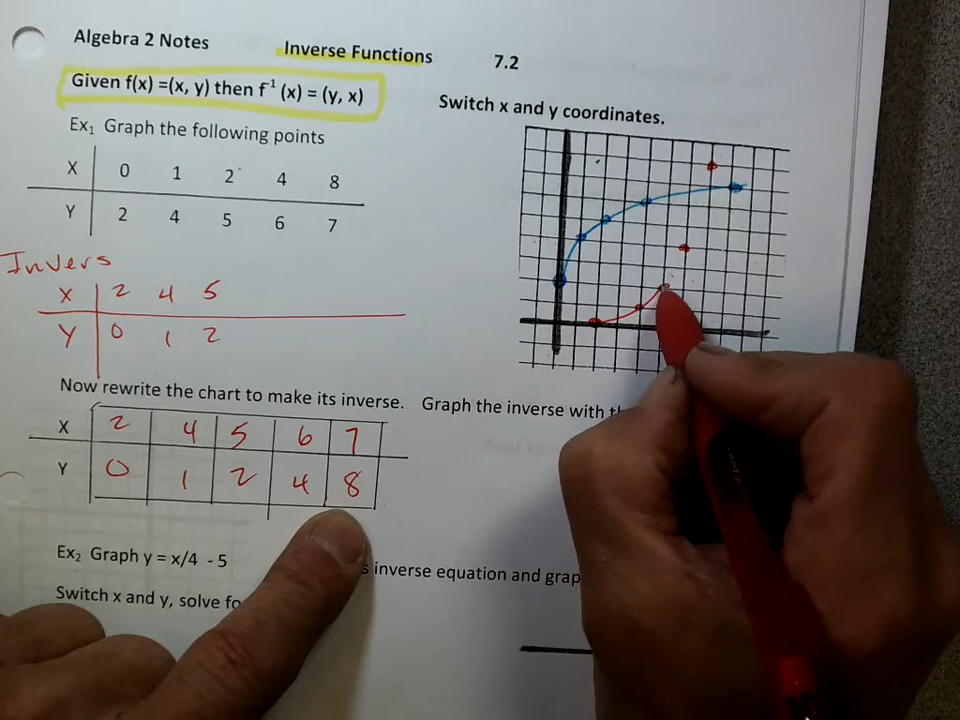 Algebra 2 Notes Inverse Functions 7.2
Given f(x) =(x, y) then f⁻¹ (x) = (y, x)
Switch x and y coordinates.
Ex₁ Graph the following points
X 0 1 2 4 8
Y 2 4 5 6 7
Invers
X 2 4 5
Y 0 1 2
Now rewrite the chart to make its inverse. Graph the inverse with
X 2 4 5 6 7
Y 0 1 2 4 8
Ex₂ Graph y = x/4 - 5 inverse equation and grap
Switch x and y, solve